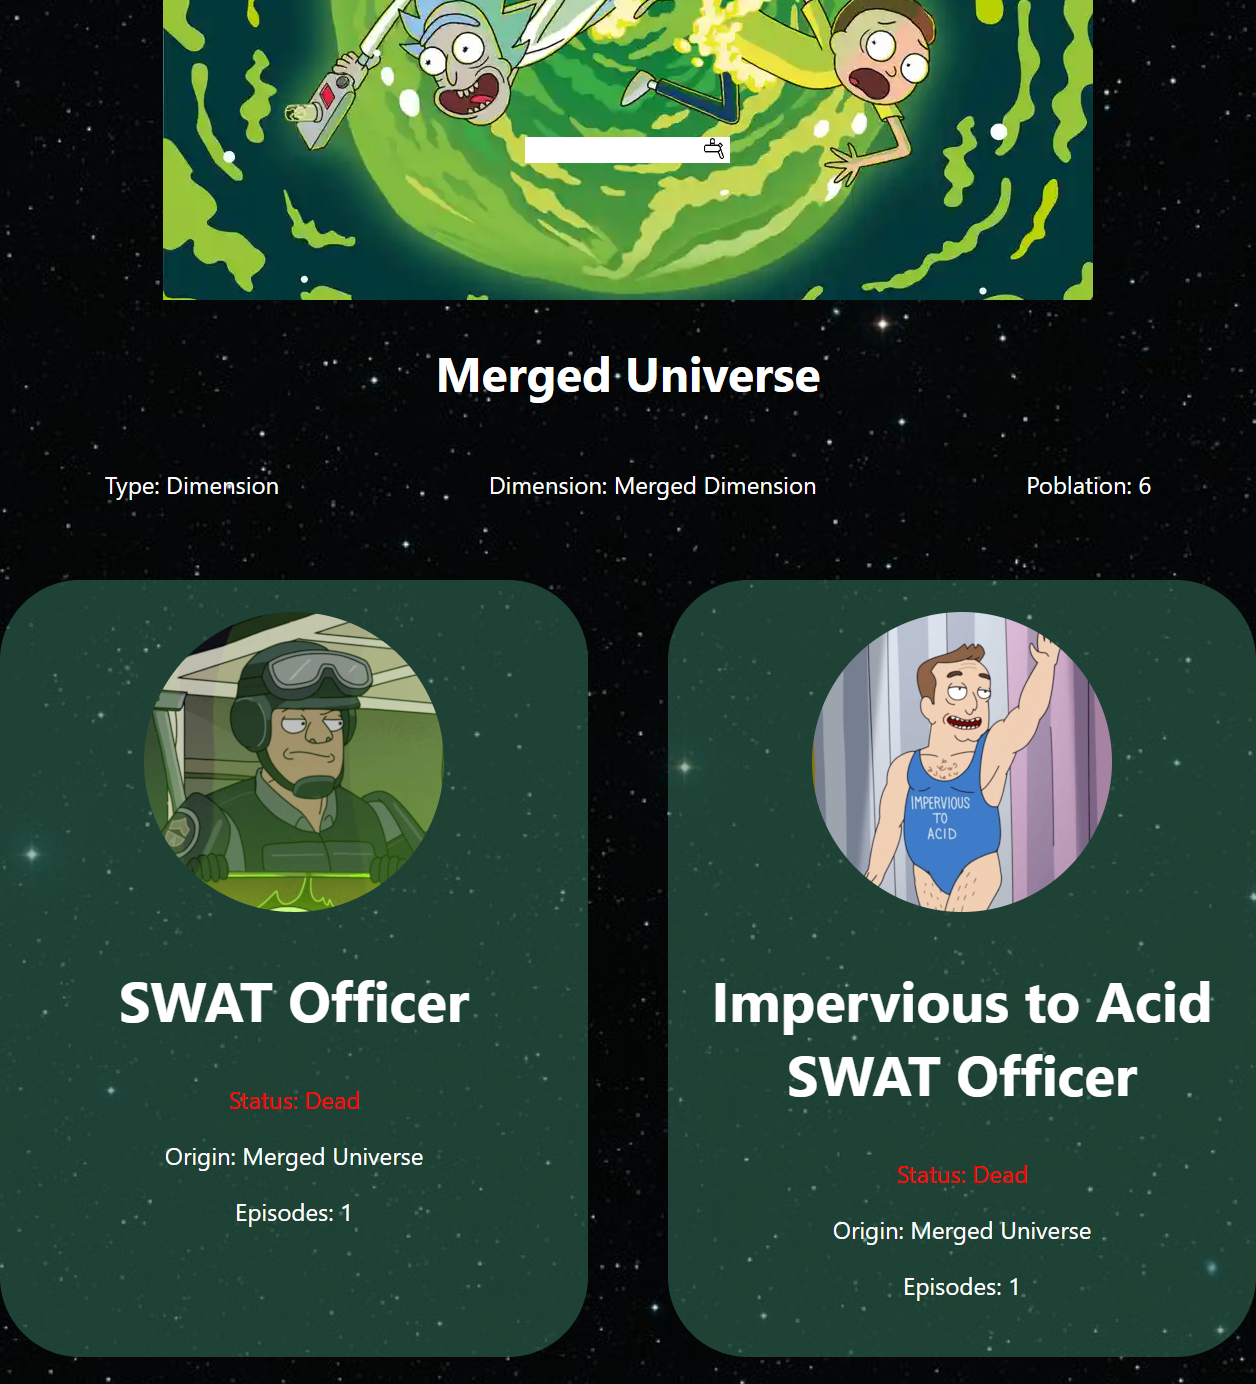 Merged Universe
Type: Dimension
Dimension: Merged Dimension
Poblation: 6
IMPERVIOUS
TO
ACID
SWAT Officer
Status: Dead
Origin: Merged Universe
Episodes: 1
Impervious to Acid
SWAT Officer
Status: Dead
Origin: Merged Universe
Episodes: 1